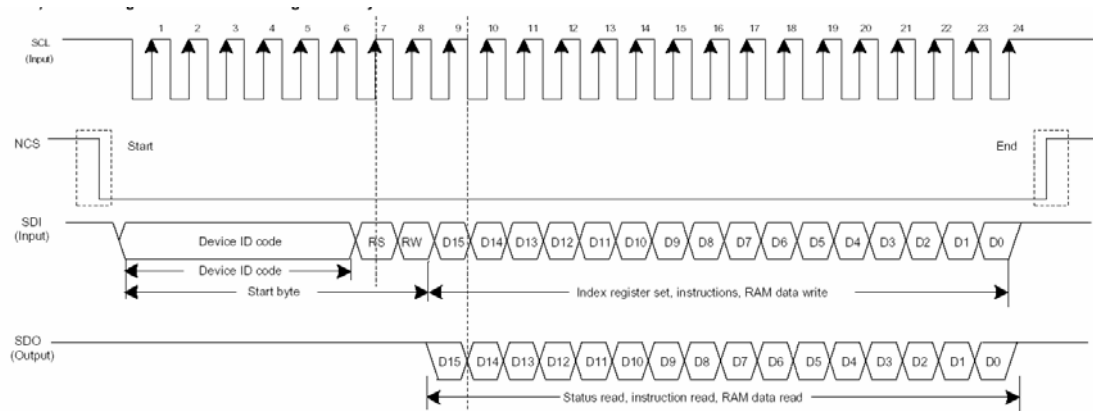 1 2 3 4 5 6 7 8 9 10 11 12 13 14 15 16 17 18 19 20 21 22 23 24
SCL
(Input)
NCS Start End
SDI
(Input)
Device ID code RS RW D15 D14 D13 D12 D11 D10 D9 D8 D7 D6 D5 D4 D3 D2 D1 D0
Device ID code
Start byte Index register set, instructions, RAM data write
SDO
(Output)
D15 D14 D13 D12 D11 D10 D9 D8 D7 D6 D5 D4 D3 D2 D1 D0
Status read, instruction read, RAM data read